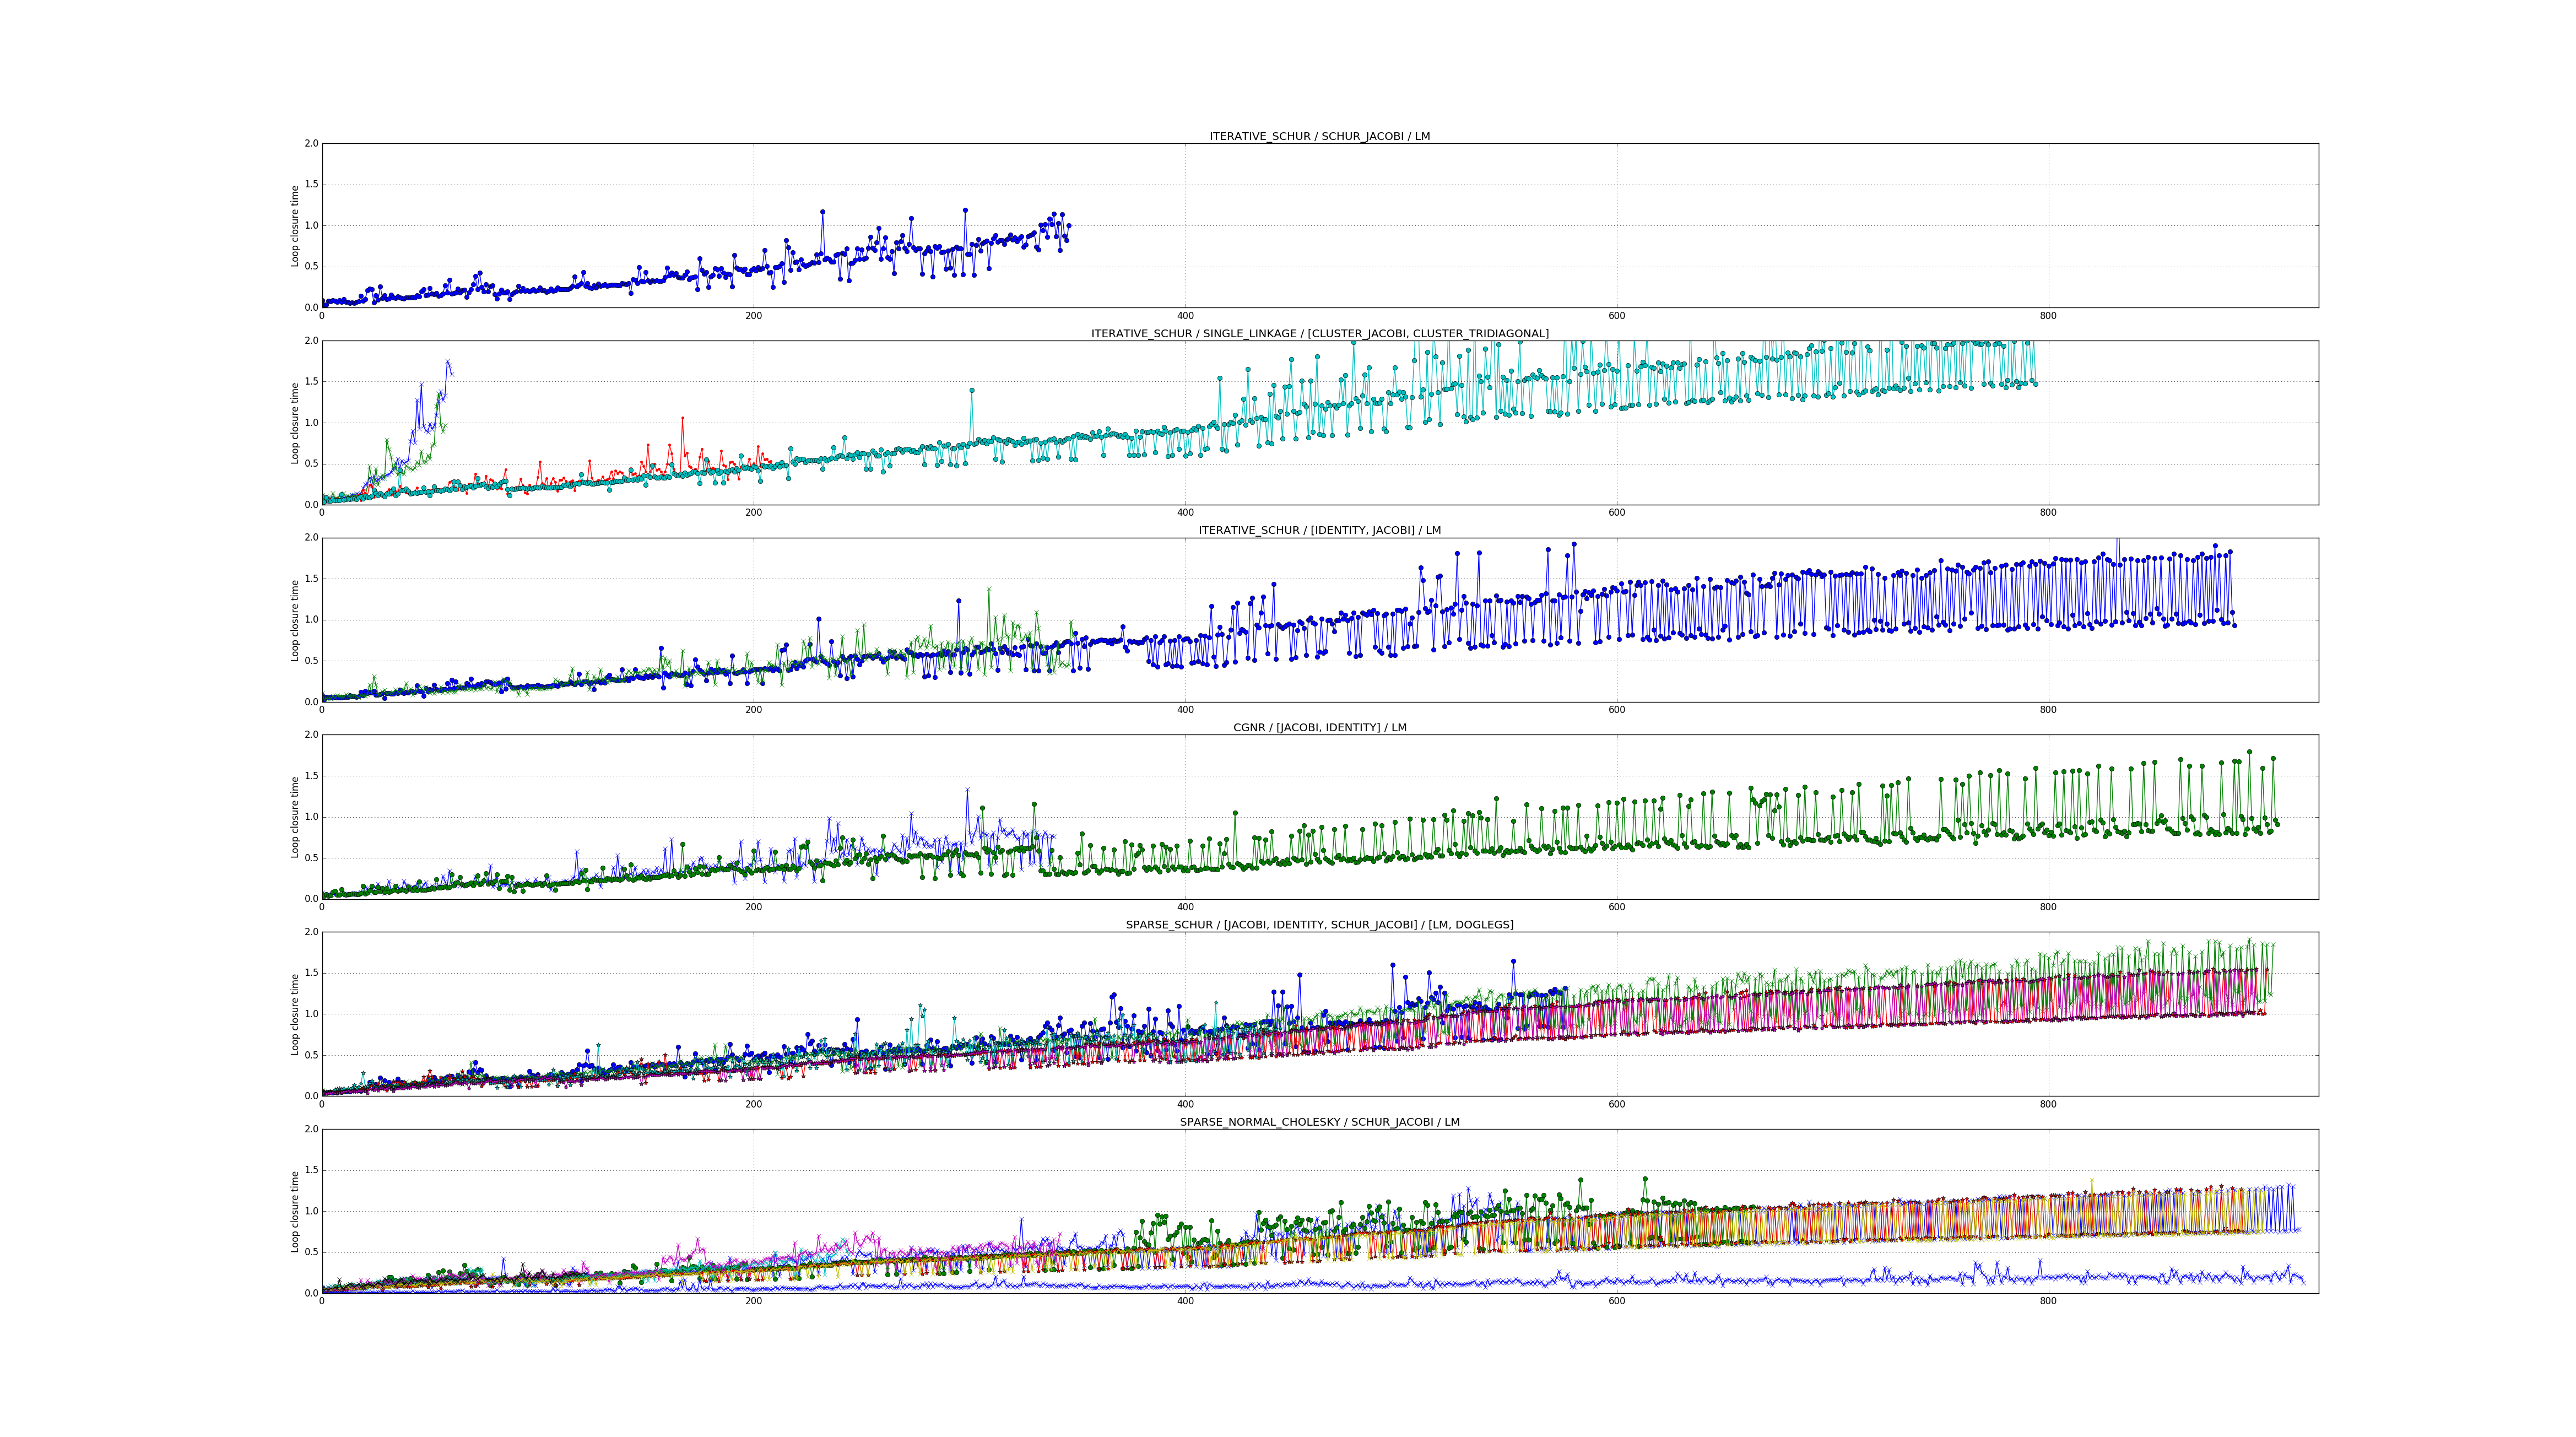 ITERATIVE_SCHUR / SCHUR_JACOBI / LM
2.0
1.5
1.0
0.5
0.0
Loop closure time
0 200 400 600 800
ITERATIVE_SCHUR / SINGLE_LINKAGE / [CLUSTER_JACOBI, CLUSTER_TRIDIAGONAL]
2.0
1.5
1.0
0.5
0.0
Loop closure time
0 200 400 600 800
ITERATIVE_SCHUR / [IDENTITY, JACOBI] / LM
2.0
1.5
1.0
0.5
0.0
Loop closure time
0 200 400 600 800
CGNR / [JACOBI, IDENTITY] / LM
2.0
1.5
1.0
0.5
0.0
Loop closure time
0 200 400 600 800
SPARSE_SCHUR / [JACOBI, IDENTITY, SCHUR_JACOBI] / [LM, DOGLEGS]
2.0
1.5
1.0
0.5
0.0
Loop closure time
0 200 400 600 800
SPARSE_NORMAL_CHOLESKY / SCHUR_JACOBI / LM
2.0
1.5
1.0
0.5
0.0
Loop closure time
0 200 400 600 800